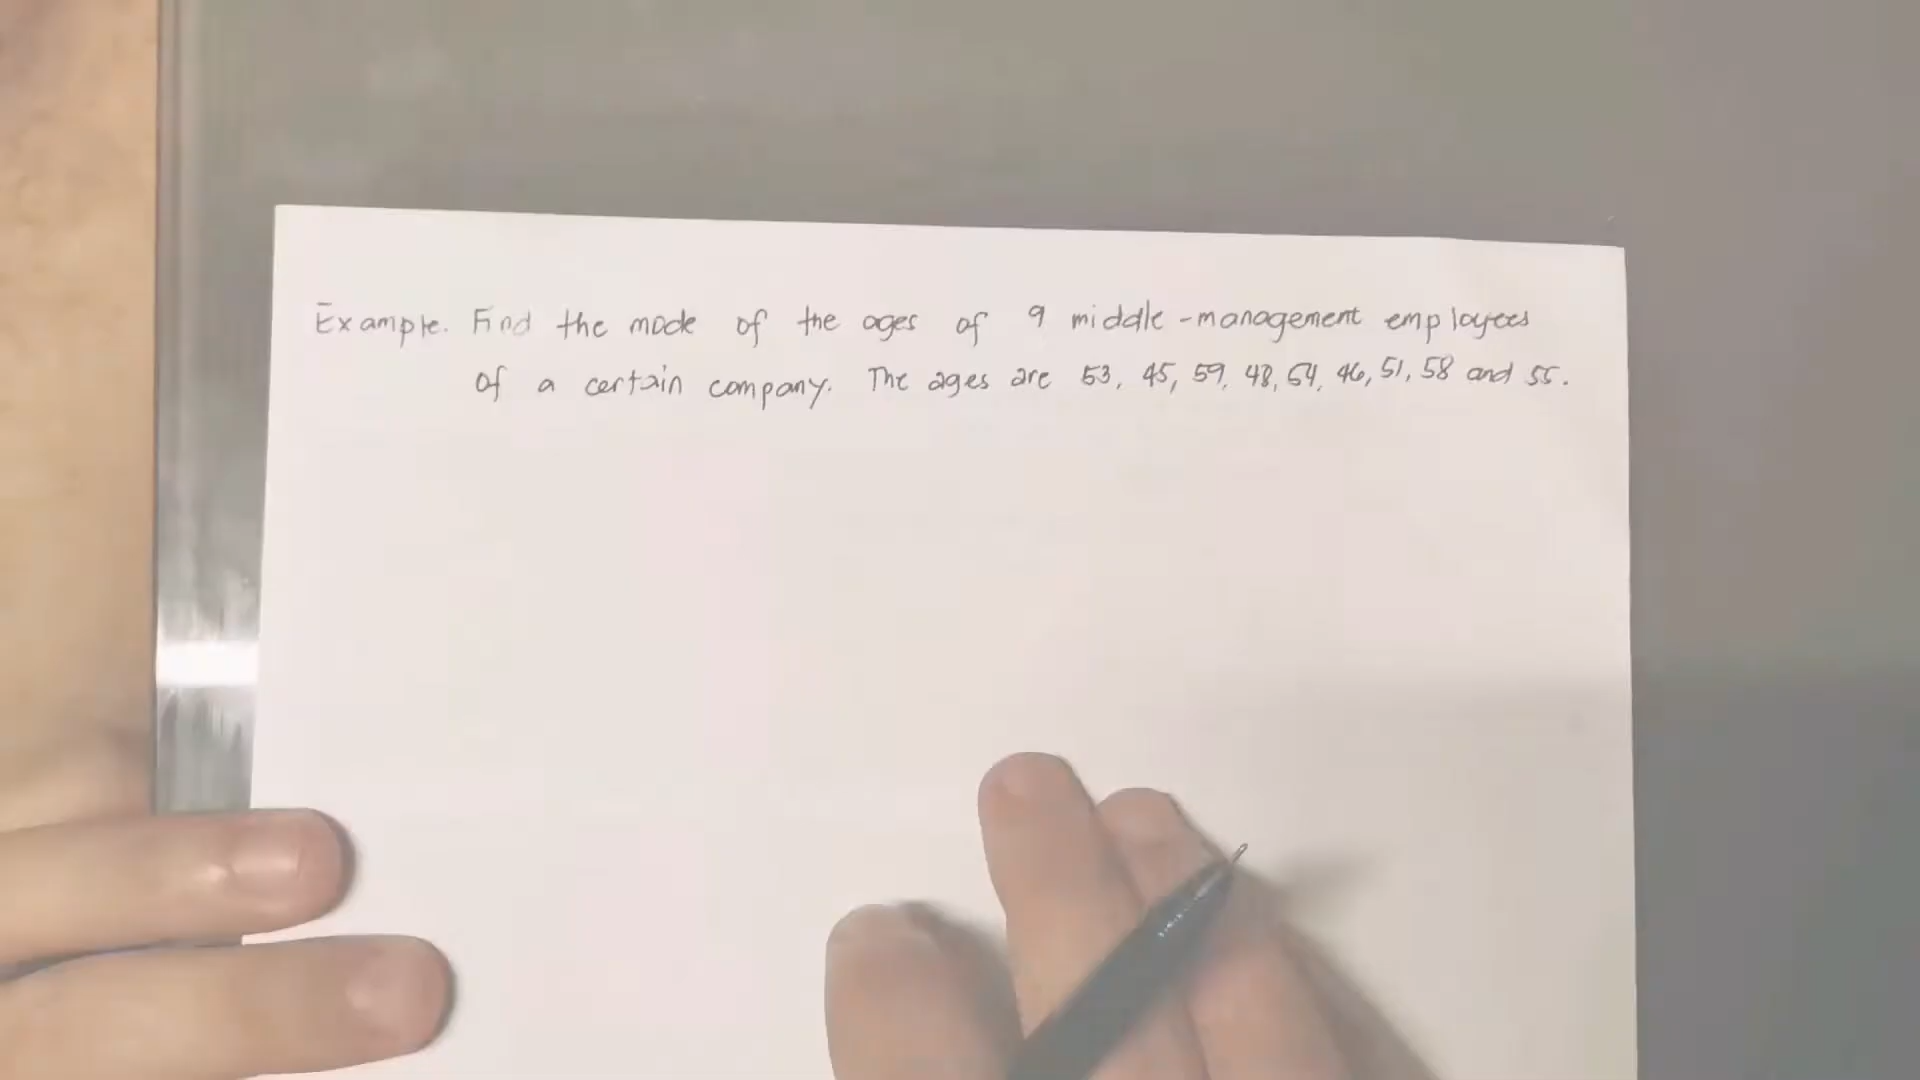 Example. Find the mode of the ages of 9 middle-management employees
of a certain company. The ages are 53, 45, 59, 48, 54, 46, 51, 58 and 55.